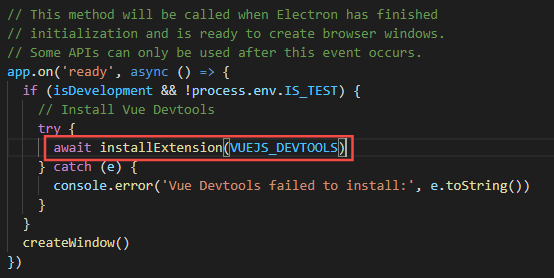 // This method will be called when Electron has finished
// initialization and is ready to create browser windows.
// Some APIs can only be used after this event occurs.
app.on('ready', async () => {
  if (isDevelopment && !process.env.IS_TEST) {
    // Install Vue Devtools
    try {
      await installExtension(VUEJS_DEVTOOLS)
    } catch (e) {
      console.error('Vue Devtools failed to install:', e.toString())
    }
  }
  createWindow()
})